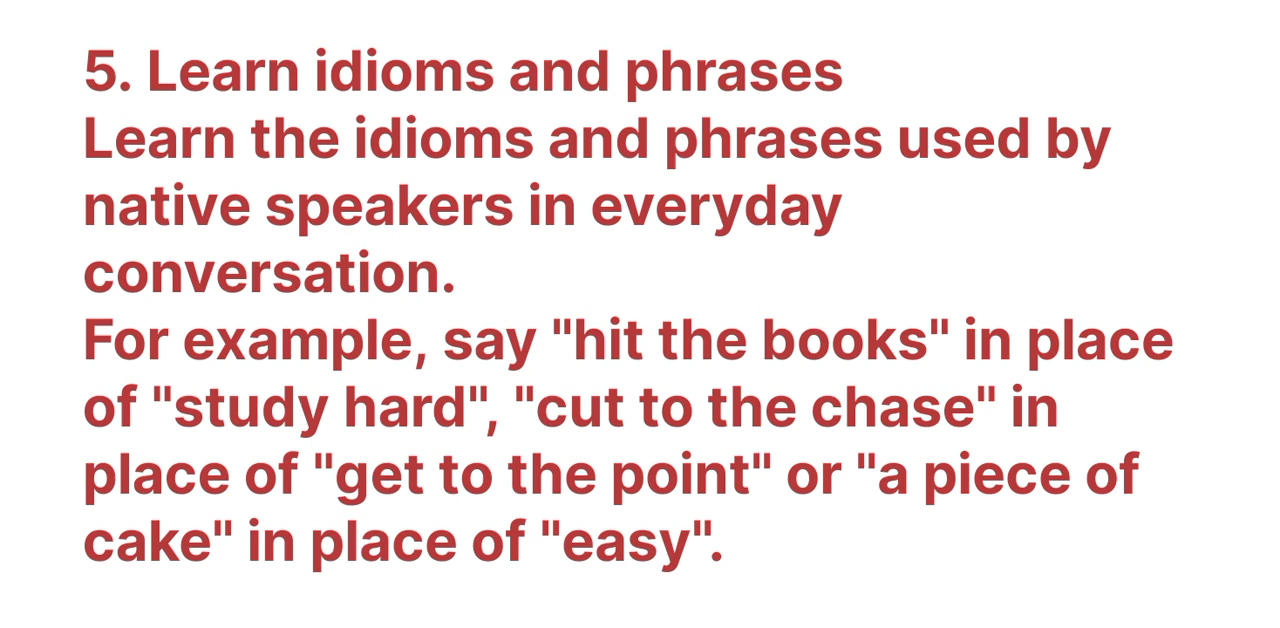 5. Learn idioms and phrases
Learn the idioms and phrases used by
native speakers in everyday
conversation.
For example, say "hit the books" in place
of "study hard", "cut to the chase" in
place of "get to the point" or "a piece of
cake" in place of "easy".